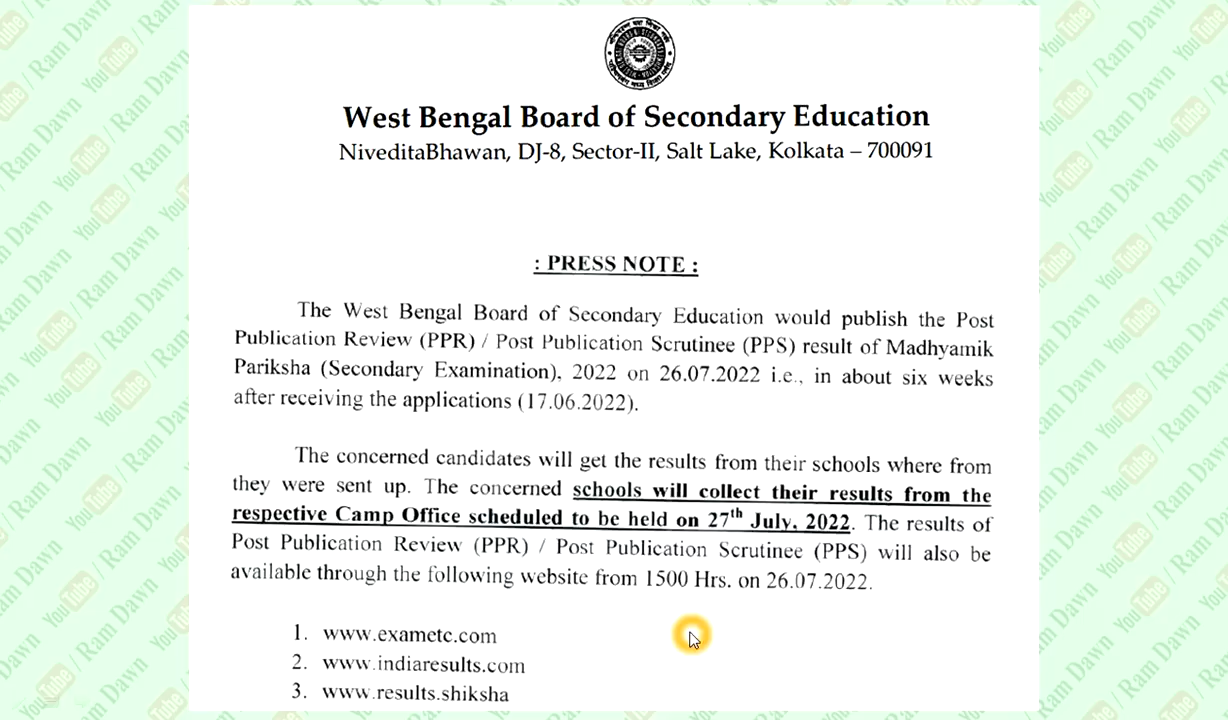 West Bengal Board of Secondary Education
NiveditaBhawan, DJ-8, Sector-II, Salt Lake, Kolkata – 700091
: PRESS NOTE :
The West Bengal Board of Secondary Education would publish the Post
Publication Review (PPR) / Post Publication Scrutinee (PPS) result of Madhyamik
Pariksha (Secondary Examination), 2022 on 26.07.2022 i.e., in about six weeks
after receiving the applications (17.06.2022).
The concerned candidates will get the results from their schools where from
they were sent up. The concerned schools will collect their results from the
respective Camp Office scheduled to be held on 27th July, 2022. The results of
Post Publication Review (PPR) / Post Publication Scrutinee (PPS) will also be
available through the following website from 1500 Hrs. on 26.07.2022.
1. www.exametc.com
2. www.indiaresults.com
3. www.results.shiksha
YouTube / Ram Dawn